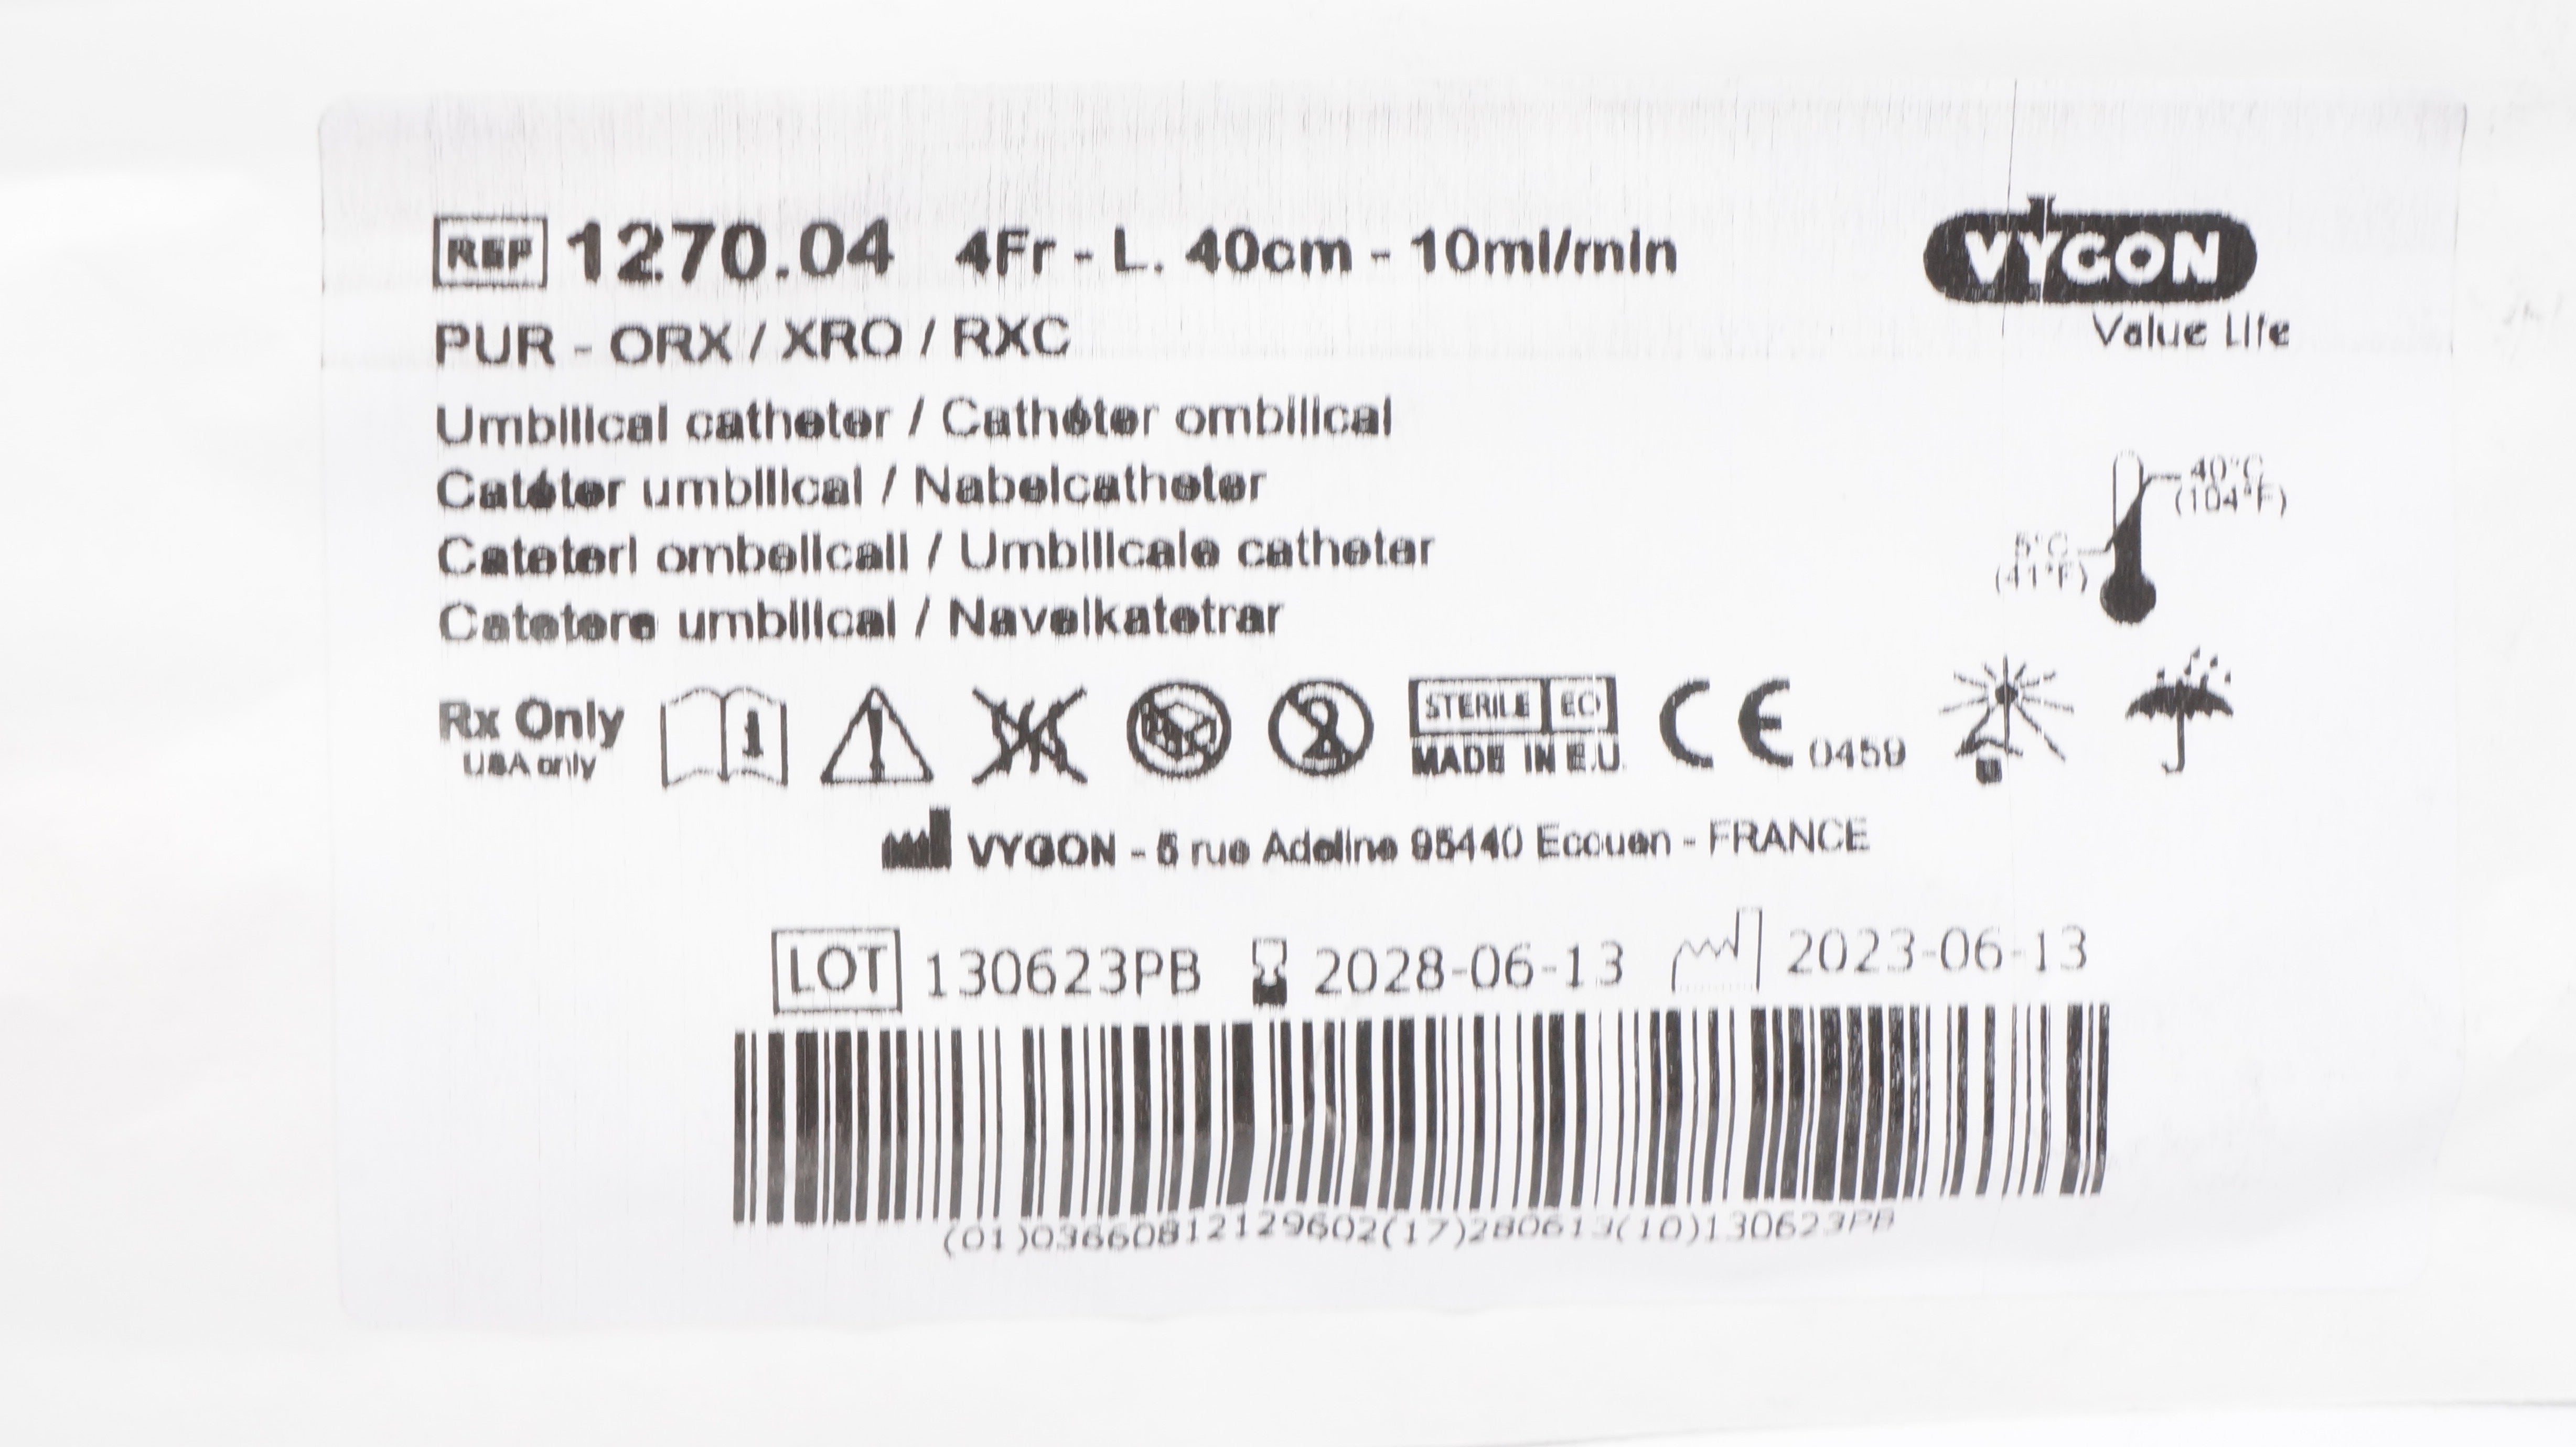 REF 1270.04 4Fr - L. 40cm - 10ml/min
VYGON
Value Life
PUR - ORX / XRO / RXC
Umbilical catheter / Cathéter ombilical
Catéter umbilical / Nabelcatheter
Cateteri ombelicali / Umbilicale catheter
Catetere umbilical / Navelkatetrar
40°C
(104°F)
5°C
(41°F)
Rx Only
USA only
STERILE EO
MADE IN E.U.
CE 0459
VYGON - 5 rue Adeline 95440 Ecouen - FRANCE
LOT 130623PB 2028-06-13 2023-06-13
(01)03660812129602(17)280613(10)130623PB